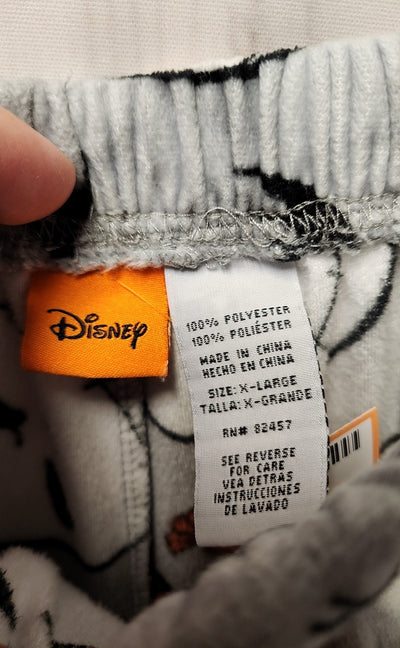 Disney
100% POLYESTER
100% POLIÉSTER
MADE IN CHINA
HECHO EN CHINA
SIZE: X-LARGE
TALLA: X-GRANDE
RN# 82457
SEE REVERSE
FOR CARE
VEA DETRAS
INSTRUCCIONES
DE LAVADO